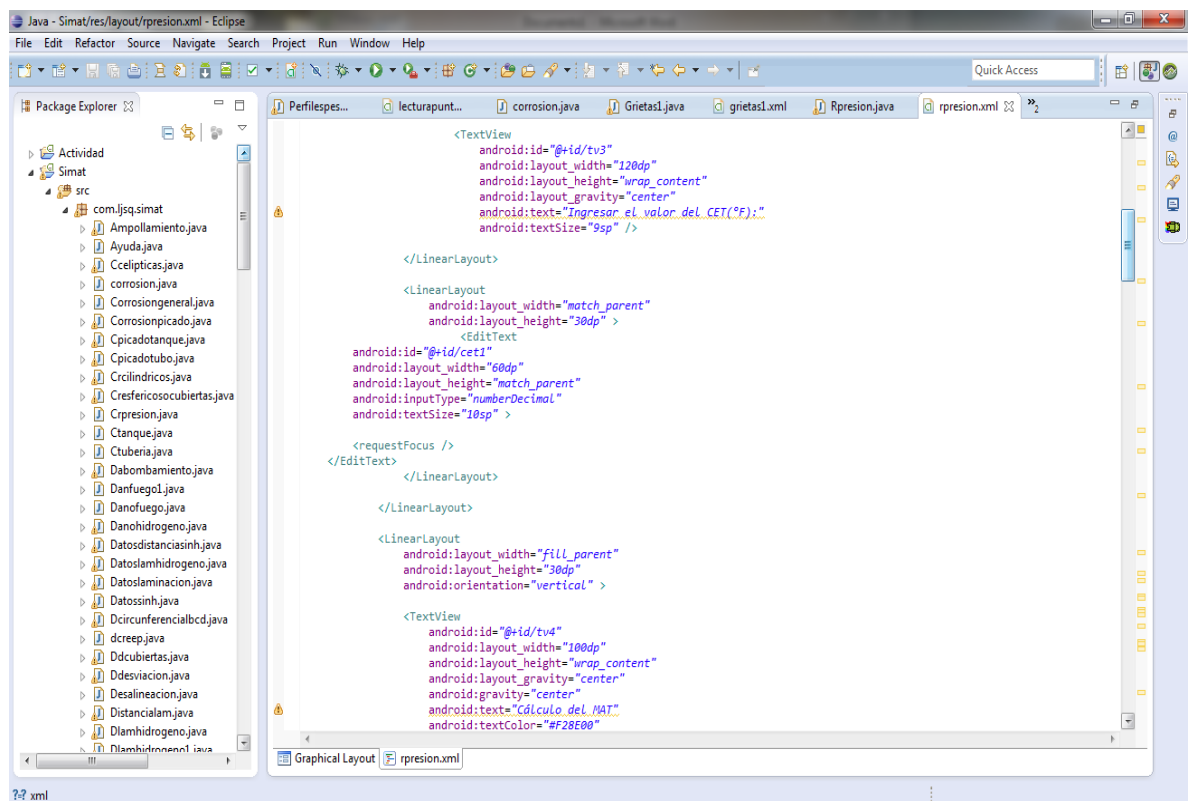 Java - Simat/res/layout/rpresion.xml - Eclipse
File Edit Refactor Source Navigate Search Project Run Window Help
Quick Access
Package Explorer
Perfilespes...
lecturapunt...
corrosion.java
Grietas1.java
grietas1.xml
Rpresion.java
rpresion.xml
»2
Actividad
Simat
src
com.ljsq.simat
Ampollamiento.java
Ayuda.java
Ccelipticas.java
corrosion.java
Corrosiongeneral.java
Corrosionpicado.java
Cpicadotanque.java
Cpicadotubo.java
Crcilindricos.java
Cresfericosocubiertas.java
Crpresion.java
Ctanque.java
Ctuberia.java
Dabombamiento.java
Danfuego1.java
Danofuego.java
Danohidrogeno.java
Datosdistanciasinh.java
Datoslamhidrogeno.java
Datoslaminacion.java
Datossinh.java
Dcircunferencialbcd.java
dcreep.java
Ddcubiertas.java
Ddesviacion.java
Desalineacion.java
Distancialam.java
Dlamhidrogeno.java
Dlamhidrogeno1.java
<TextView
android:id="@+id/tv3"
android:layout_width="120dp"
android:layout_height="wrap_content"
android:layout_gravity="center"
android:text="Ingresar el valor del CET(ºF):"
android:textSize="9sp" />
</LinearLayout>
<LinearLayout
android:layout_width="match_parent"
android:layout_height="30dp" >
<EditText
android:id="@+id/cet1"
android:layout_width="60dp"
android:layout_height="match_parent"
android:inputType="numberDecimal"
android:textSize="10sp" >
<requestFocus />
</EditText>
</LinearLayout>
</LinearLayout>
<LinearLayout
android:layout_width="fill_parent"
android:layout_height="30dp"
android:orientation="vertical" >
<TextView
android:id="@+id/tv4"
android:layout_width="100dp"
android:layout_height="wrap_content"
android:layout_gravity="center"
android:gravity="center"
android:text="Cálculo del MAT"
android:textColor="#F28E00"
Graphical Layout
rpresion.xml
xml